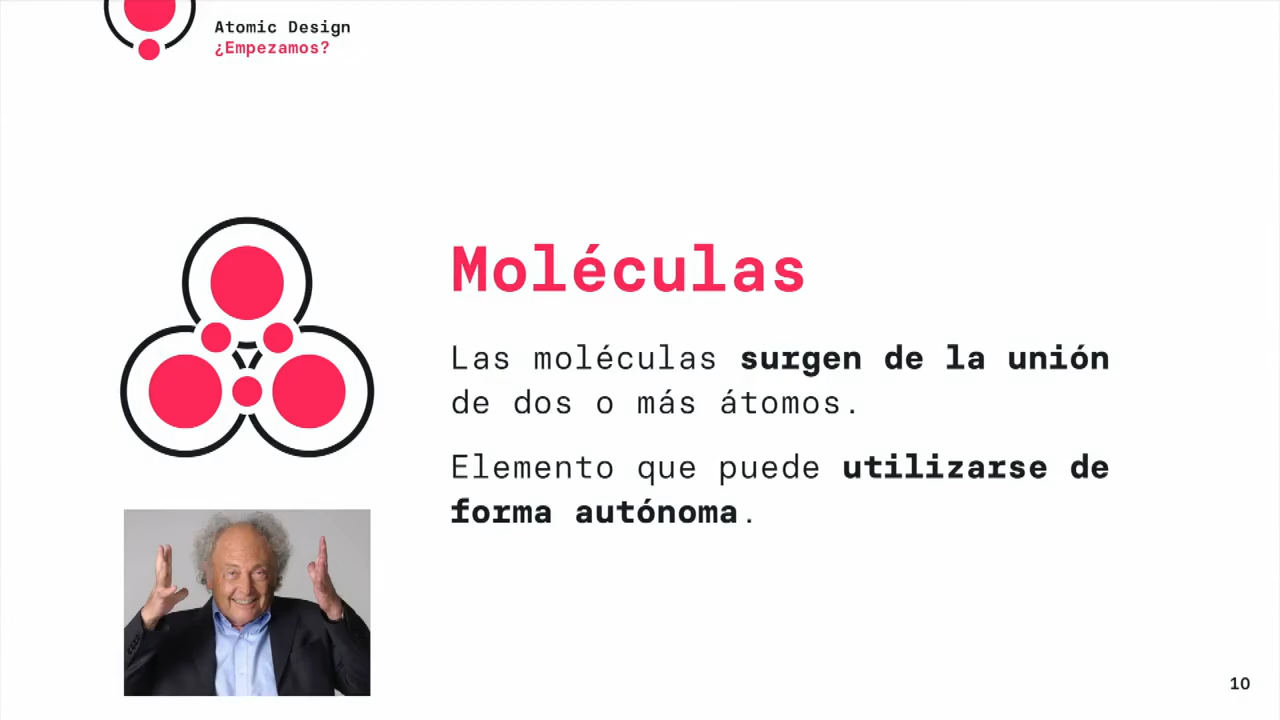 Atomic Design
¿Empezamos?
Moléculas
Las moléculas surgen de la unión
de dos o más átomos.
Elemento que puede utilizarse de
forma autónoma.
10